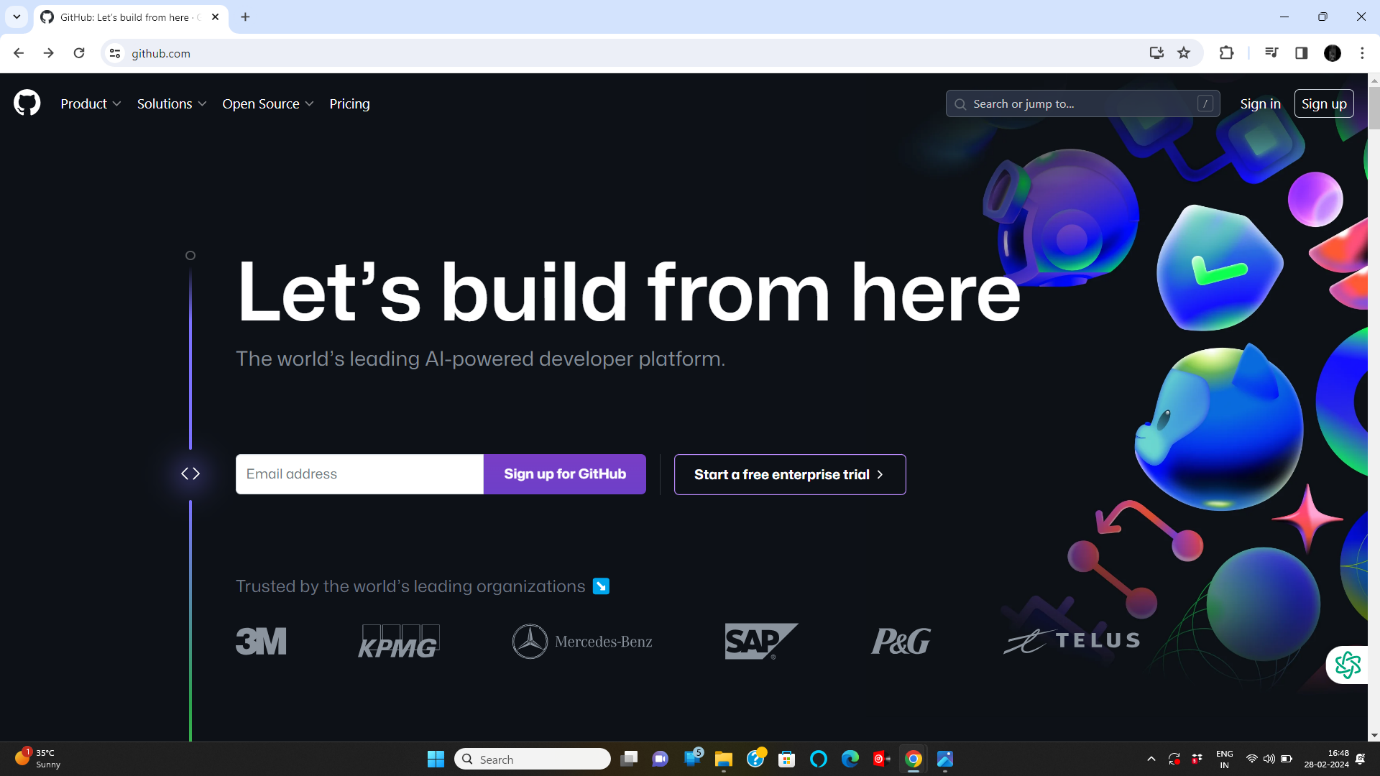 GitHub: Let's build from here · G
github.com
Product
Solutions
Open Source
Pricing
Search or jump to...
/
Sign in
Sign up
Let's build from here
The world's leading AI-powered developer platform.
Email address
Sign up for GitHub
Start a free enterprise trial
Trusted by the world's leading organizations
3M
KPMG
Mercedes-Benz
SAP
P&G
TELUS
1
35°C
Sunny
Search
5
ENG
IN
16:48
28-02-2024